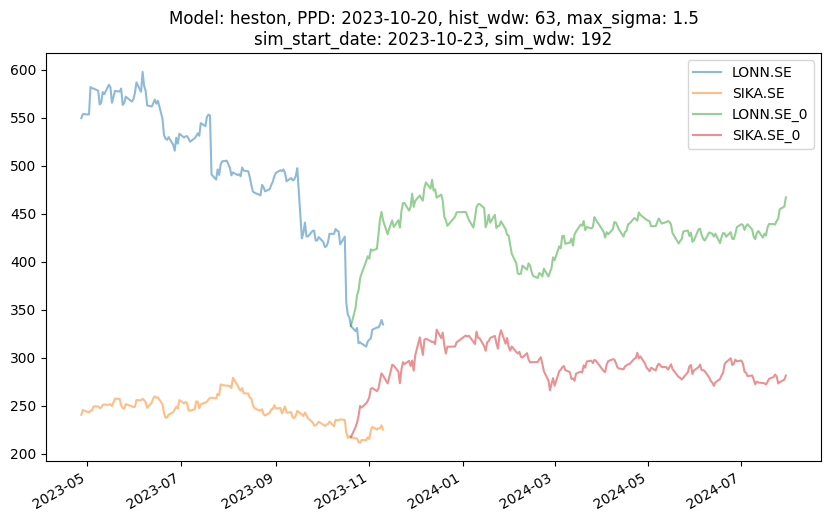 Model: heston, PPD: 2023-10-20, hist_wdw: 63, max_sigma: 1.5
sim_start_date: 2023-10-23, sim_wdw: 192
LONN.SE
SIKA.SE
LONN.SE_0
SIKA.SE_0
600
550
500
450
400
350
300
250
200
2023-05
2023-07
2023-09
2023-11
2024-01
2024-03
2024-05
2024-07